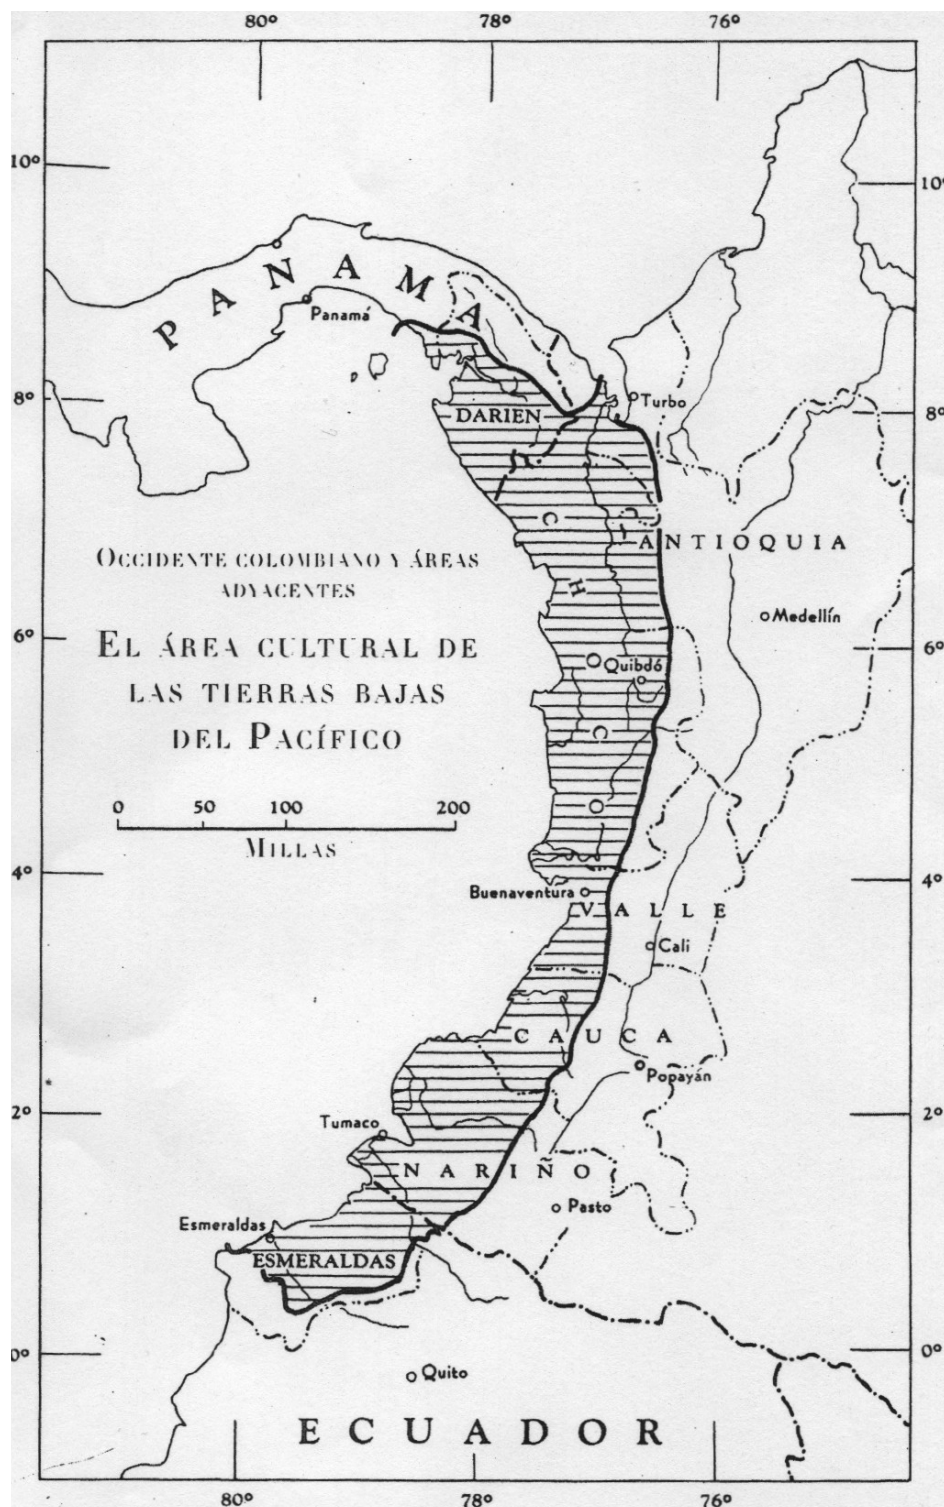 80° 78° 76°
10° 10°
PANAMA
Panamá
8° 8°
DARIEN
Turbo
CHOCO
ANTIOQUIA
OCCIDENTE COLOMBIANO Y ÁREAS
ADYACENTES
Medellín
6° 6°
EL ÁREA CULTURAL DE
LAS TIERRAS BAJAS
DEL PACÍFICO
Quibdó
0 50 100 200
MILLAS
4° 4°
Buenaventura
VALLE
Cali
CAUCA
Popayán
2° 2°
Tumaco
NARIÑO
Pasto
Esmeraldas
ESMERALDAS
0° 0°
Quito
ECUADOR
80° 78° 76°